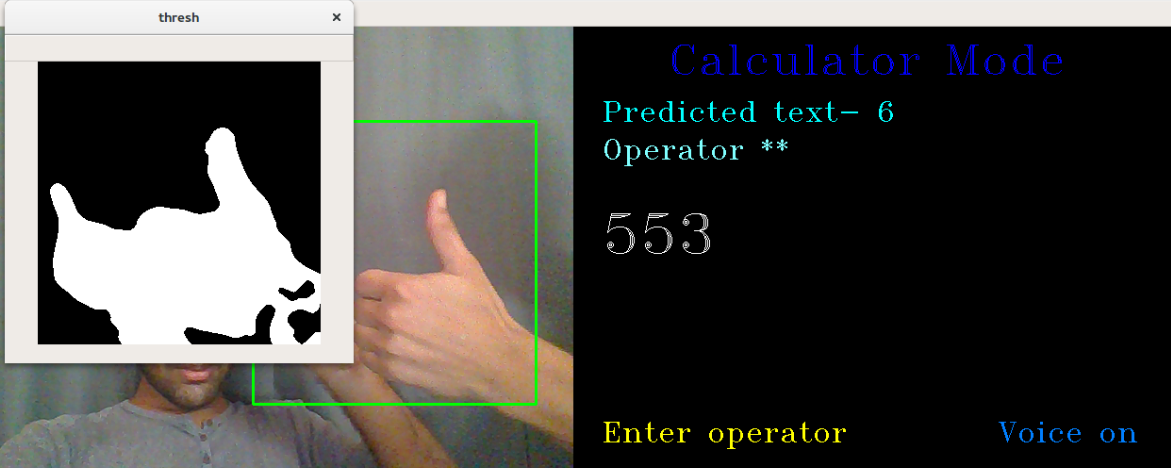 thresh ×
Calculator Mode
Predicted text- 6
Operator **
553
Enter operator
Voice on